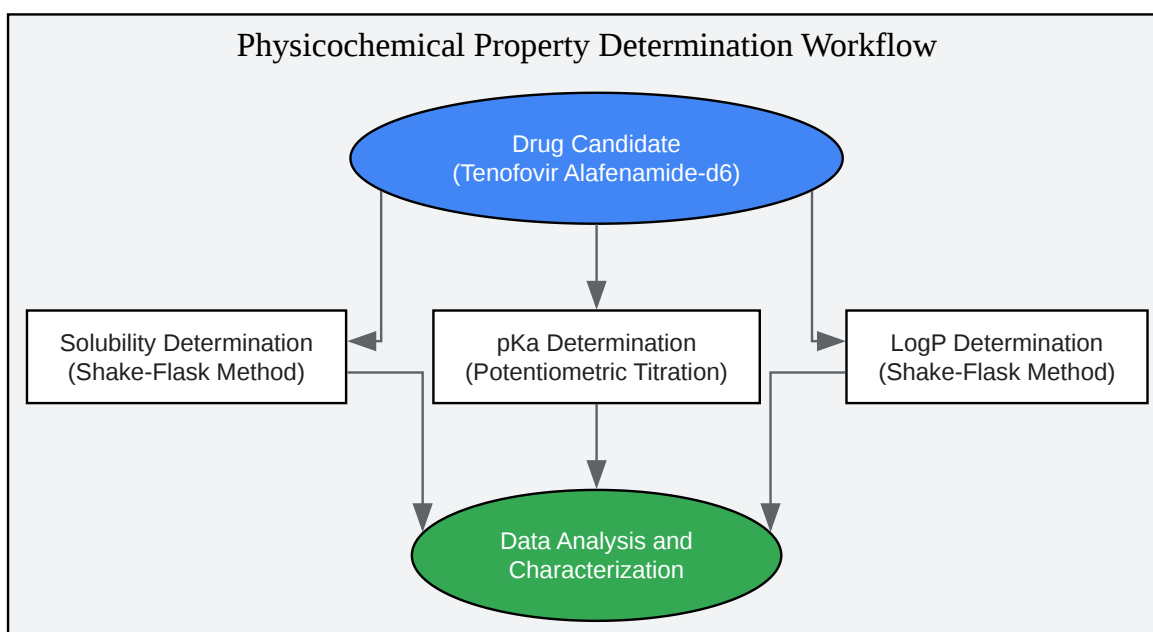 Physicochemical Property Determination Workflow
Drug Candidate
(Tenofovir Alafenamide-d6)
Solubility Determination
(Shake-Flask Method)
pKa Determination
(Potentiometric Titration)
LogP Determination
(Shake-Flask Method)
Data Analysis and
Characterization